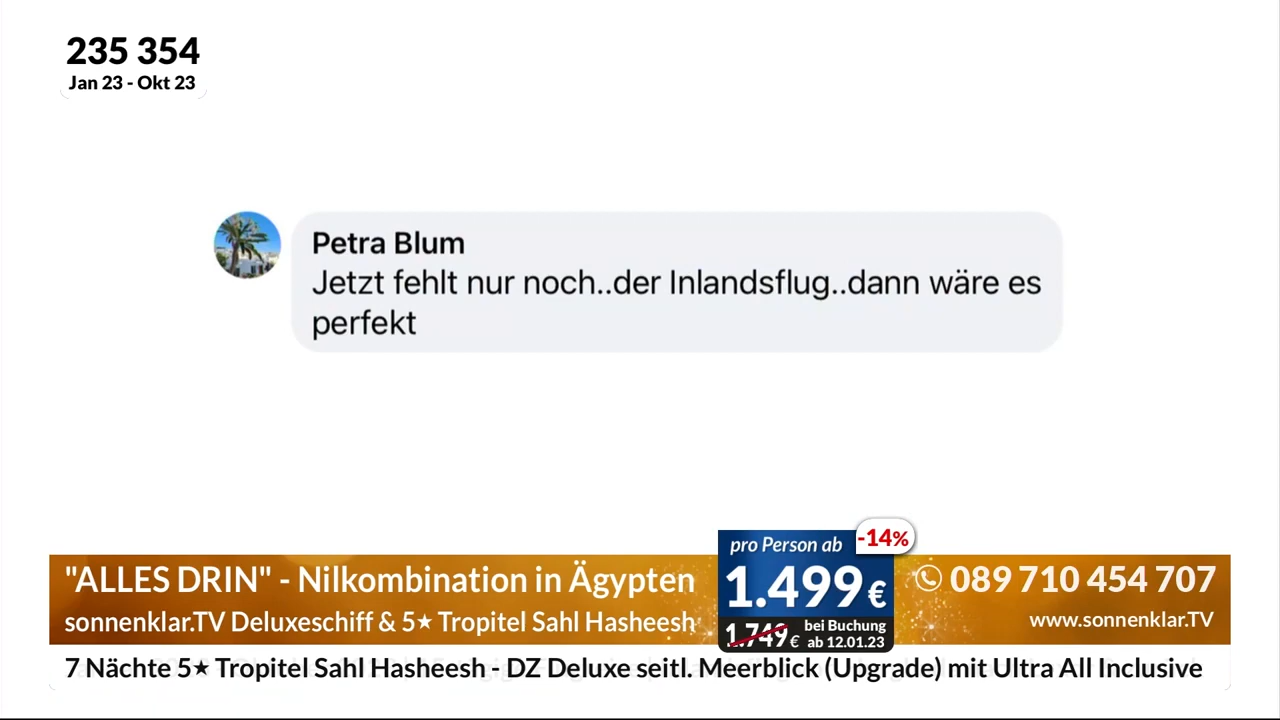 235 354
Jan 23 - Okt 23
Petra Blum
Jetzt fehlt nur noch..der Inlandsflug..dann wäre es
perfekt
"ALLES DRIN" - Nilkombination in Ägypten
sonnenklar.TV Deluxeschiff & 5★ Tropitel Sahl Hasheesh
pro Person ab
-14%
1.499 €
1.749 €
bei Buchung
ab 12.01.23
089 710 454 707
www.sonnenklar.TV
7 Nächte 5★ Tropitel Sahl Hasheesh - DZ Deluxe seitl. Meerblick (Upgrade) mit Ultra All Inclusive